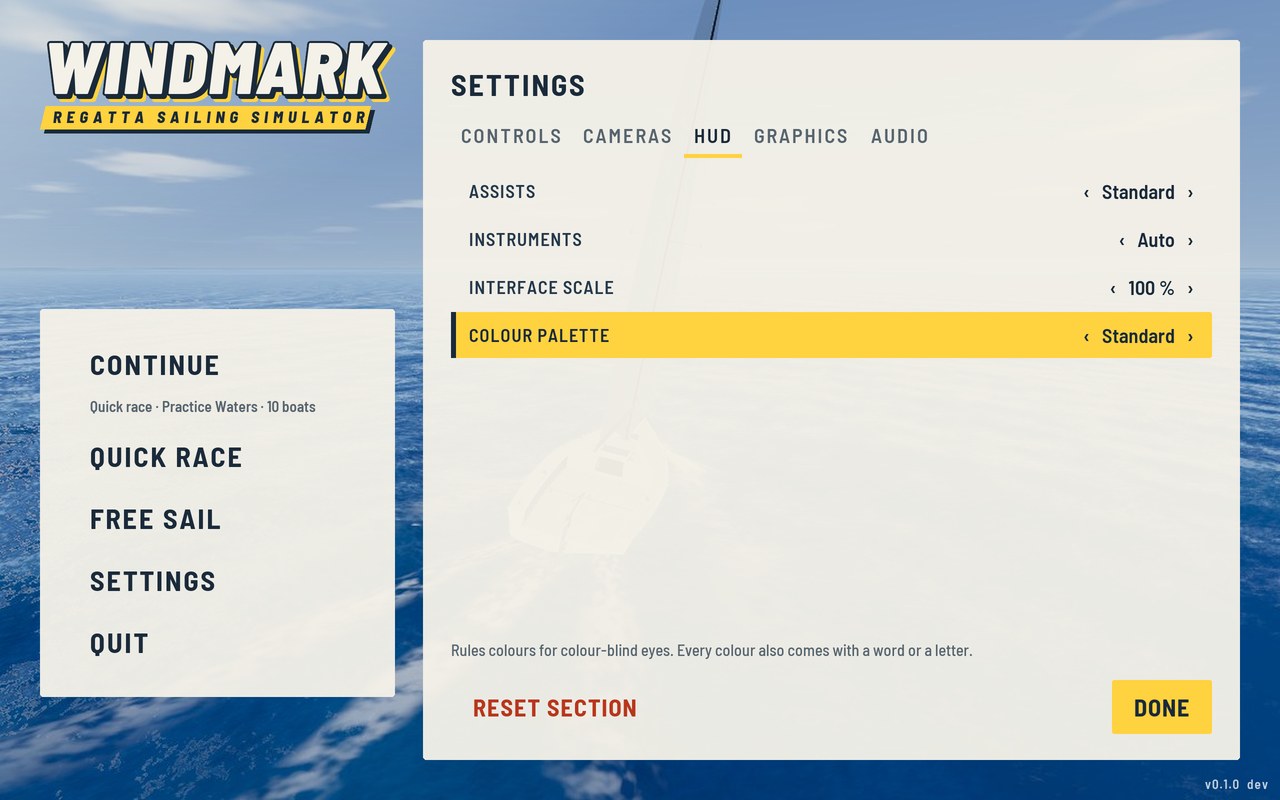 WINDMARK
REGATTA SAILING SIMULATOR
CONTINUE
Quick race · Practice Waters · 10 boats
QUICK RACE
FREE SAIL
SETTINGS
QUIT
SETTINGS
CONTROLS CAMERAS HUD GRAPHICS AUDIO
ASSISTS ‹ Standard ›
INSTRUMENTS ‹ Auto ›
INTERFACE SCALE ‹ 100 % ›
COLOUR PALETTE ‹ Standard ›
Rules colours for colour-blind eyes. Every colour also comes with a word or a letter.
RESET SECTION DONE
v0.1.0 dev